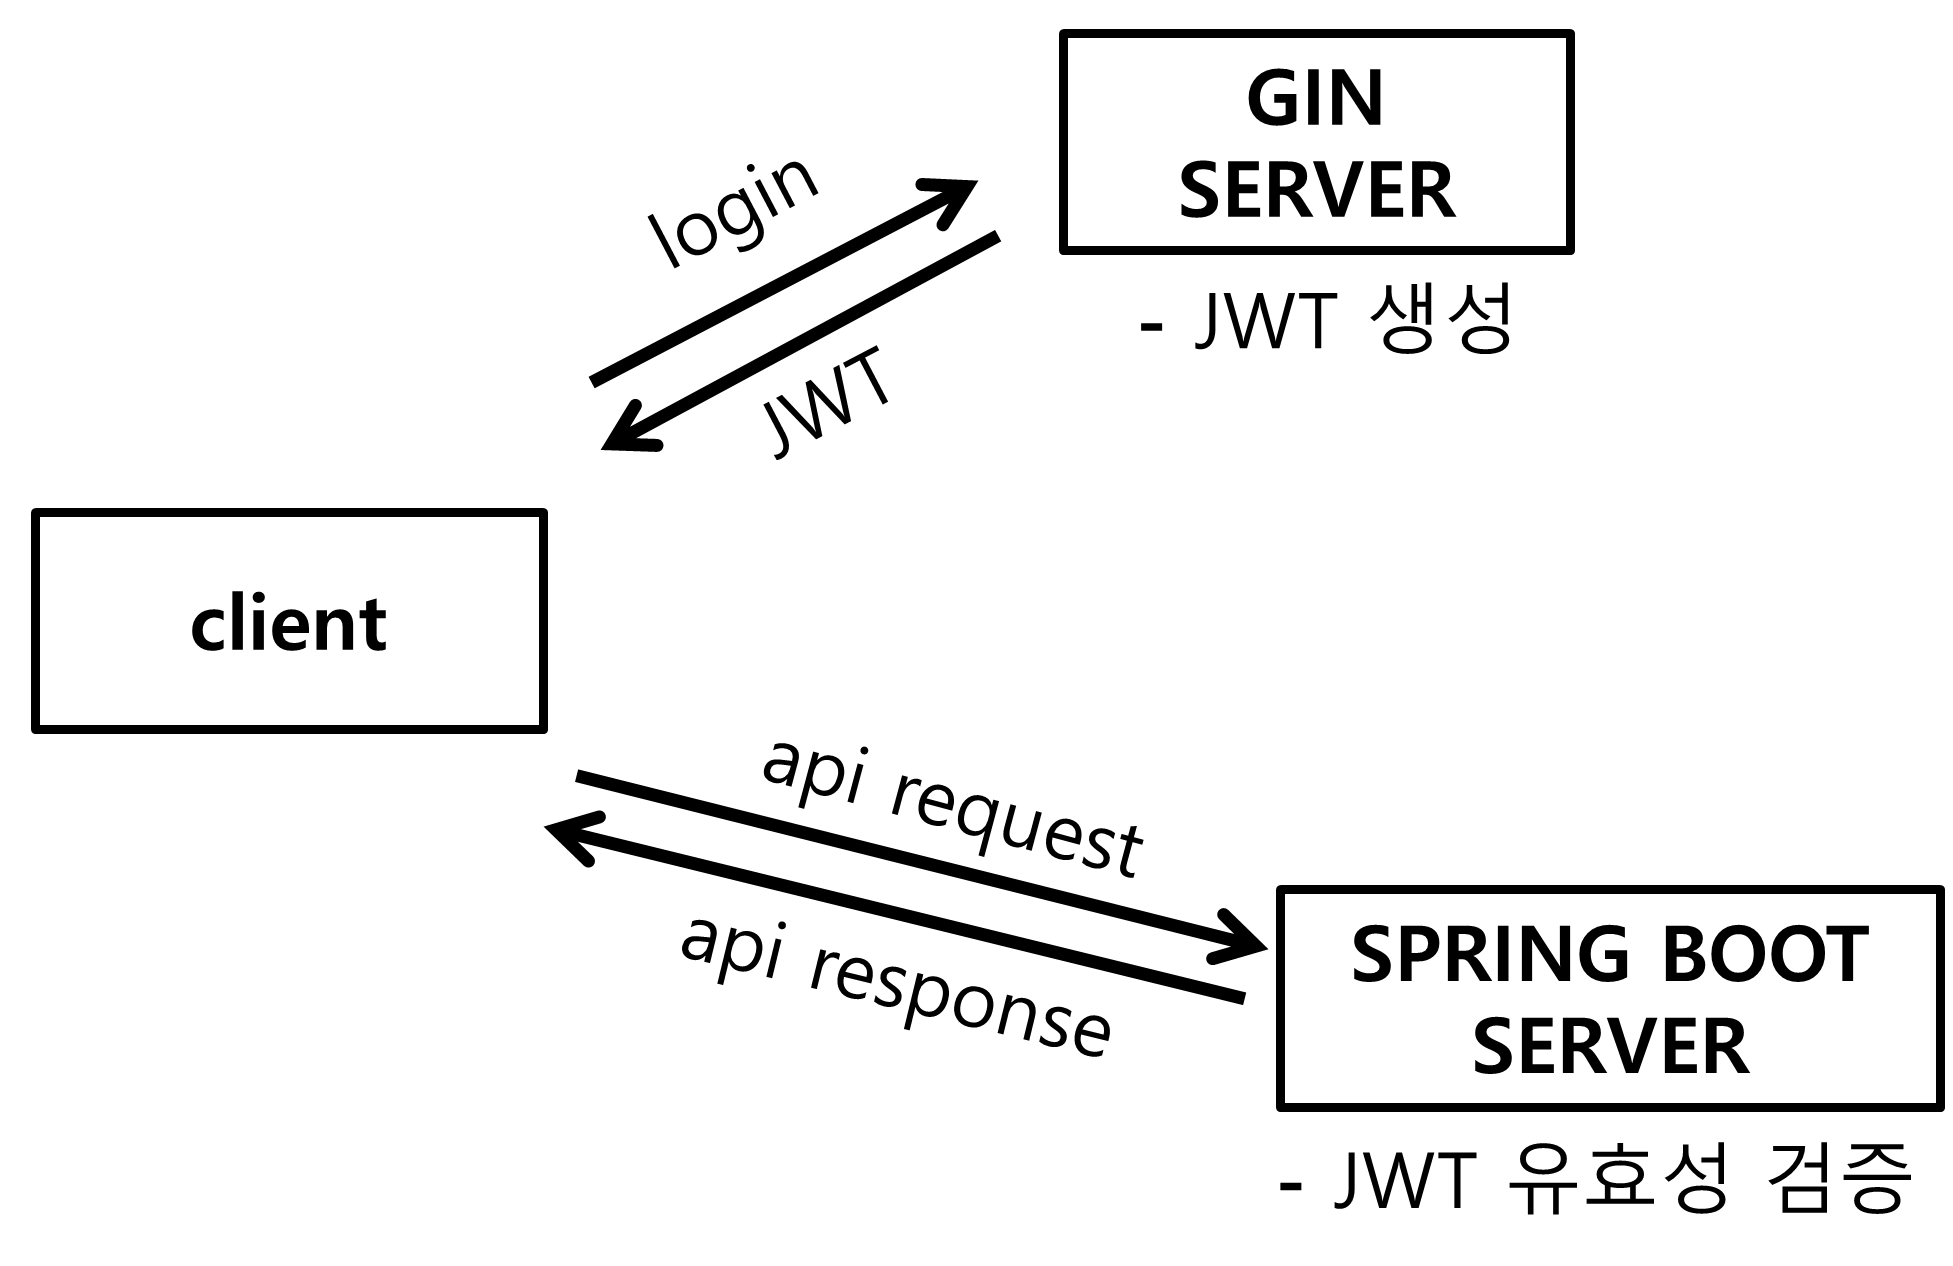 GIN
SERVER
- JWT 생성
login
JWT
client
api request
api response
SPRING BOOT
SERVER
- JWT 유효성 검증